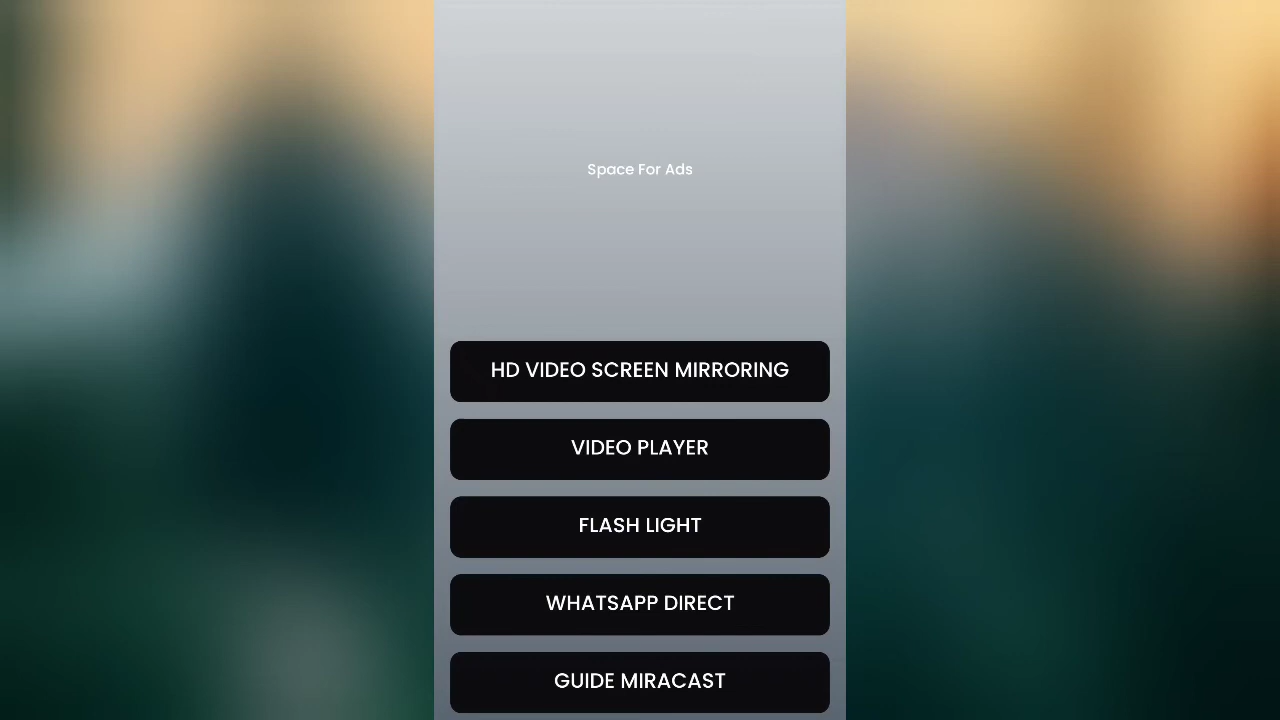 Space For Ads
HD VIDEO SCREEN MIRRORING
VIDEO PLAYER
FLASH LIGHT
WHATSAPP DIRECT
GUIDE MIRACAST